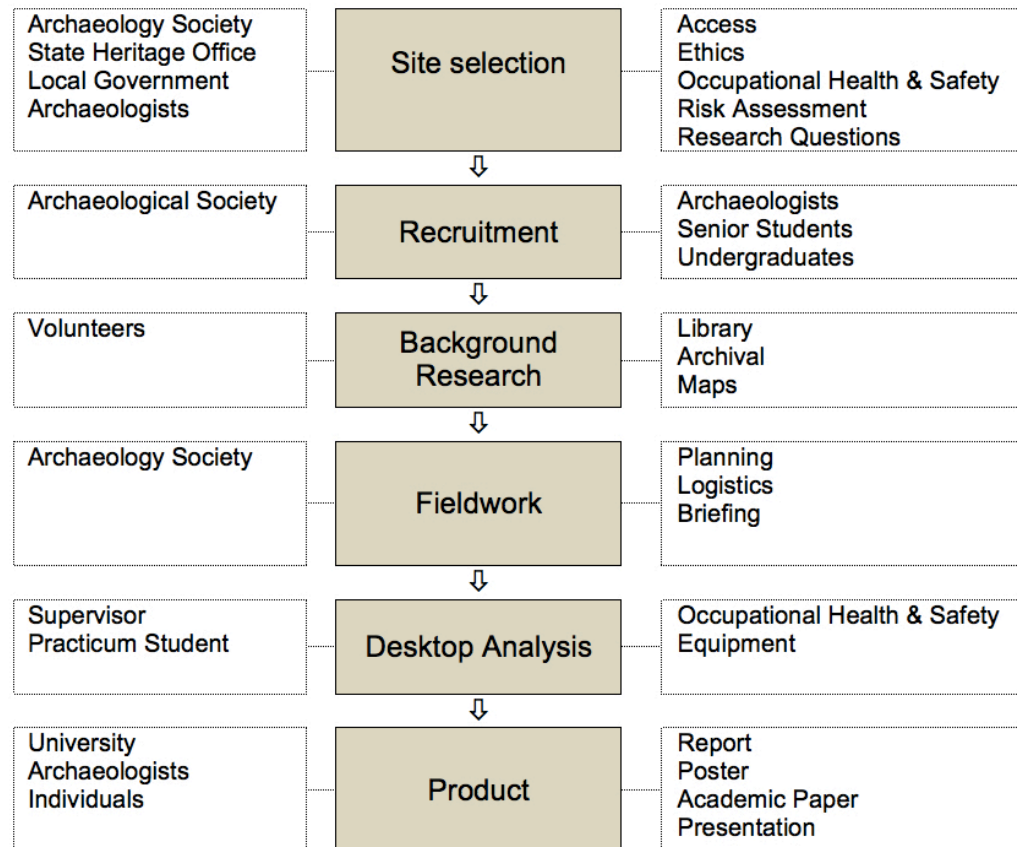 Archaeology Society
State Heritage Office
Local Government
Archaeologists
Site selection
Access
Ethics
Occupational Health & Safety
Risk Assessment
Research Questions
Archaeological Society
Recruitment
Archaeologists
Senior Students
Undergraduates
Volunteers
Background
Research
Library
Archival
Maps
Archaeology Society
Fieldwork
Planning
Logistics
Briefing
Supervisor
Practicum Student
Desktop Analysis
Occupational Health & Safety
Equipment
University
Archaeologists
Individuals
Product
Report
Poster
Academic Paper
Presentation